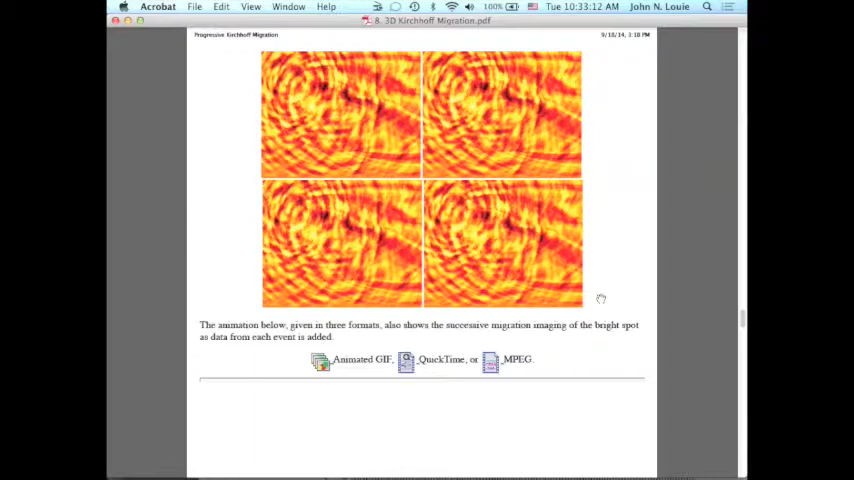 Acrobat File Edit View Window Help 100% Tue 10:33:12 AM John N. Louie
8. 3D Kirchhoff Migration.pdf
Progressive Kirchhoff Migration 9/18/14, 3:18 PM
The animation below, given in three formats, also shows the successive migration imaging of the bright spot
as data from each event is added.
Animated GIF, QuickTime, or MPEG.